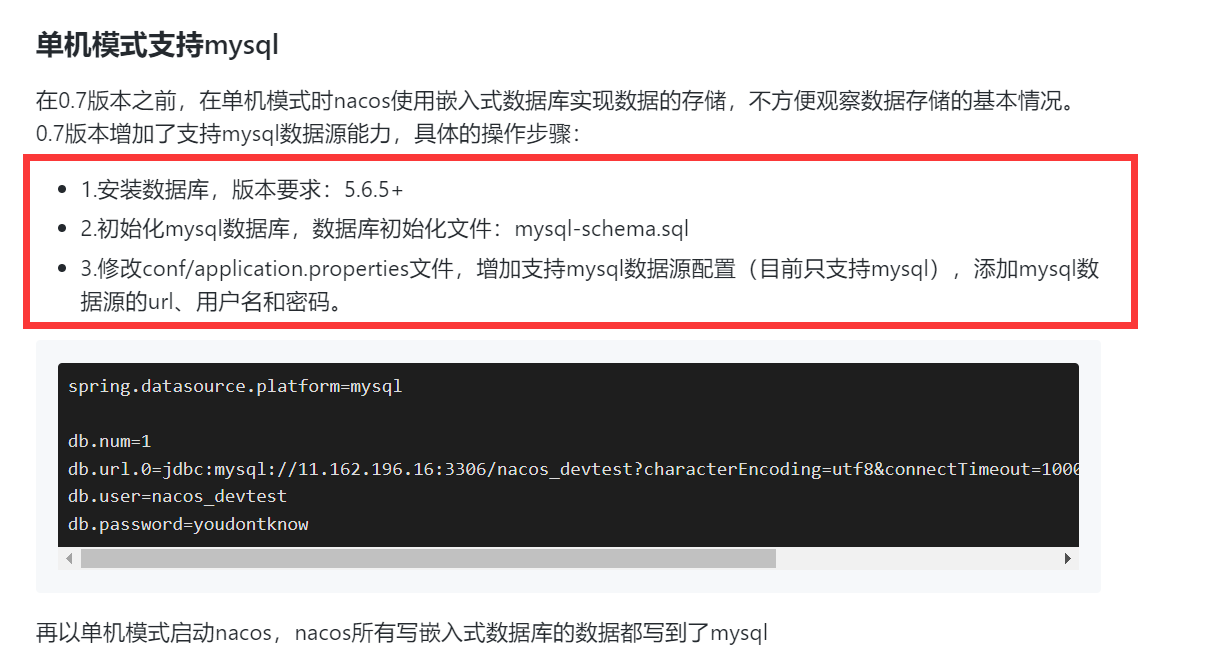 单机模式支持mysql
在0.7版本之前，在单机模式时nacos使用嵌入式数据库实现数据的存储，不方便观察数据存储的基本情况。
0.7版本增加了支持mysql数据源能力，具体的操作步骤：
1.安装数据库，版本要求：5.6.5+
2.初始化mysql数据库，数据库初始化文件：mysql-schema.sql
3.修改conf/application.properties文件，增加支持mysql数据源配置（目前只支持mysql），添加mysql数
据源的url、用户名和密码。
spring.datasource.platform=mysql
db.num=1
db.url.0=jdbc:mysql://11.162.196.16:3306/nacos_devtest?characterEncoding=utf8&connectTimeout=1000
db.user=nacos_devtest
db.password=youdontknow
再以单机模式启动nacos，nacos所有写嵌入式数据库的数据都写到了mysql